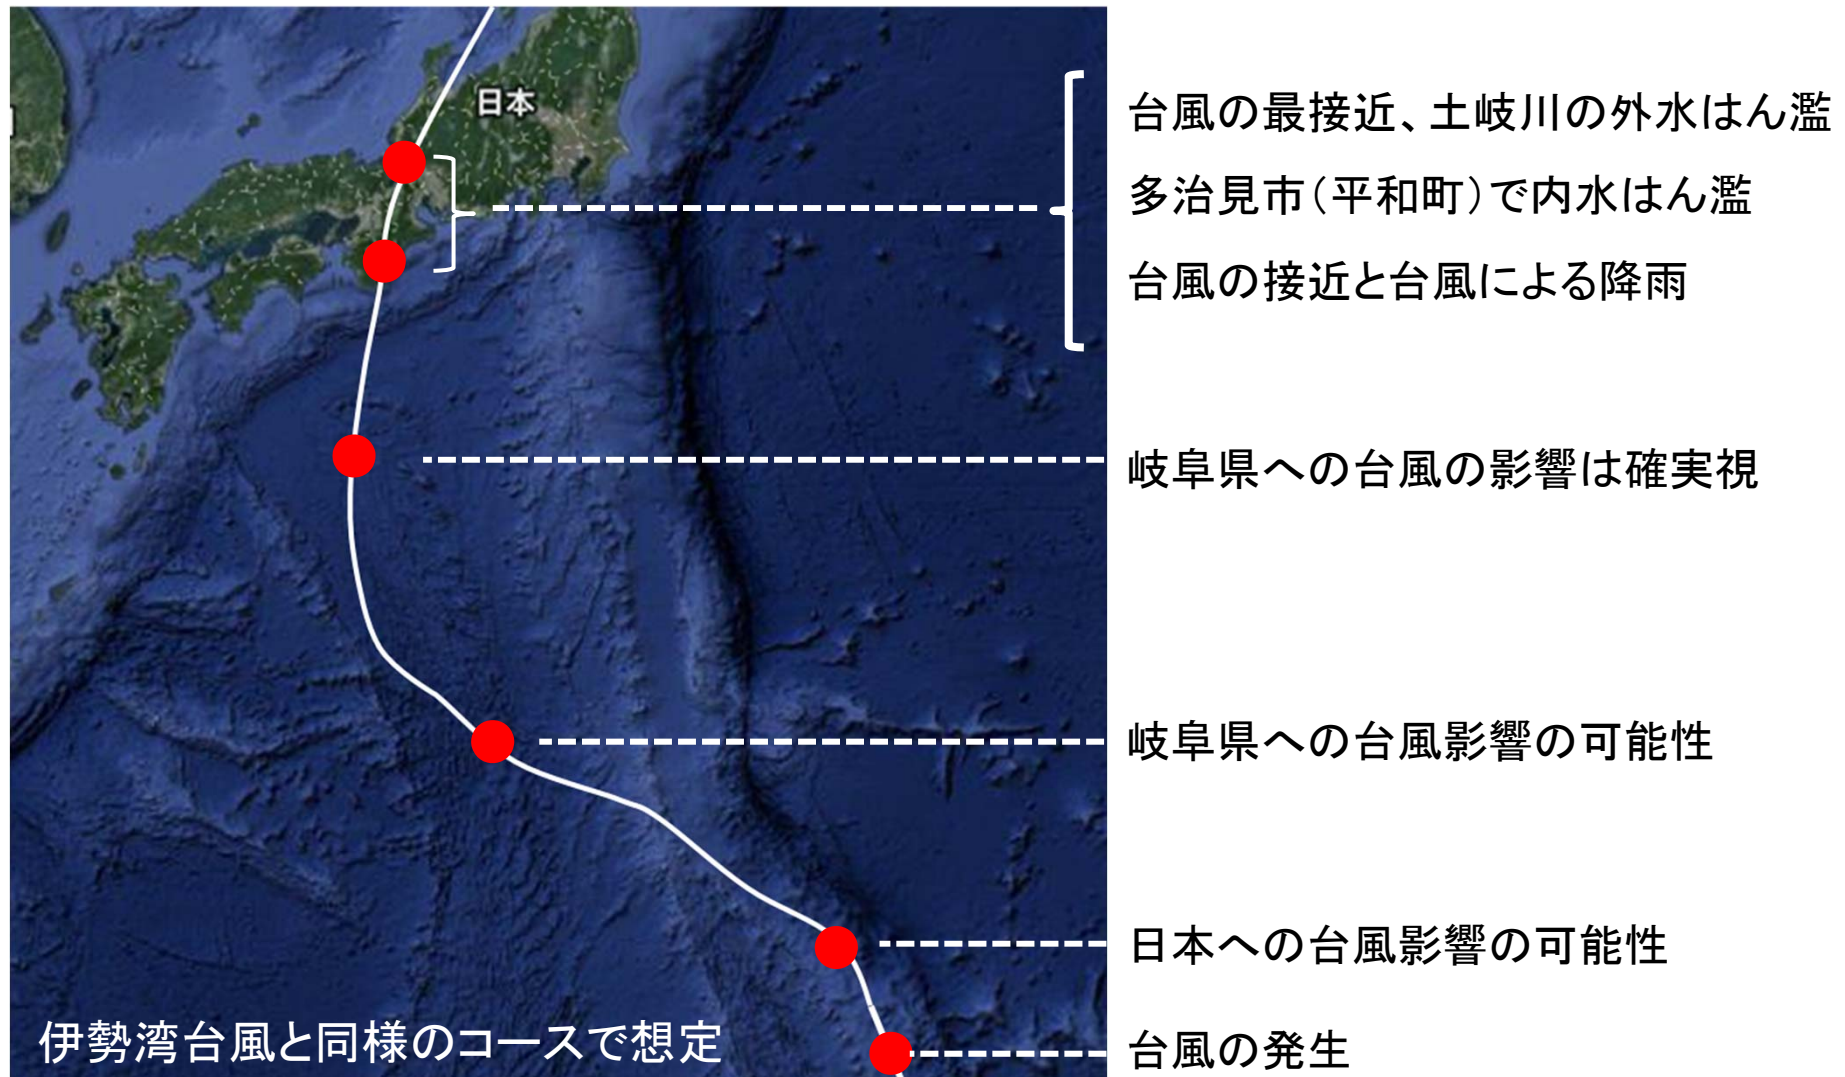 日本
台風の最接近、土岐川の外水はん濫
多治見市(平和町)で内水はん濫
台風の接近と台風による降雨
岐阜県への台風の影響は確実視
岐阜県への台風影響の可能性
日本への台風影響の可能性
台風の発生
伊勢湾台風と同様のコースで想定